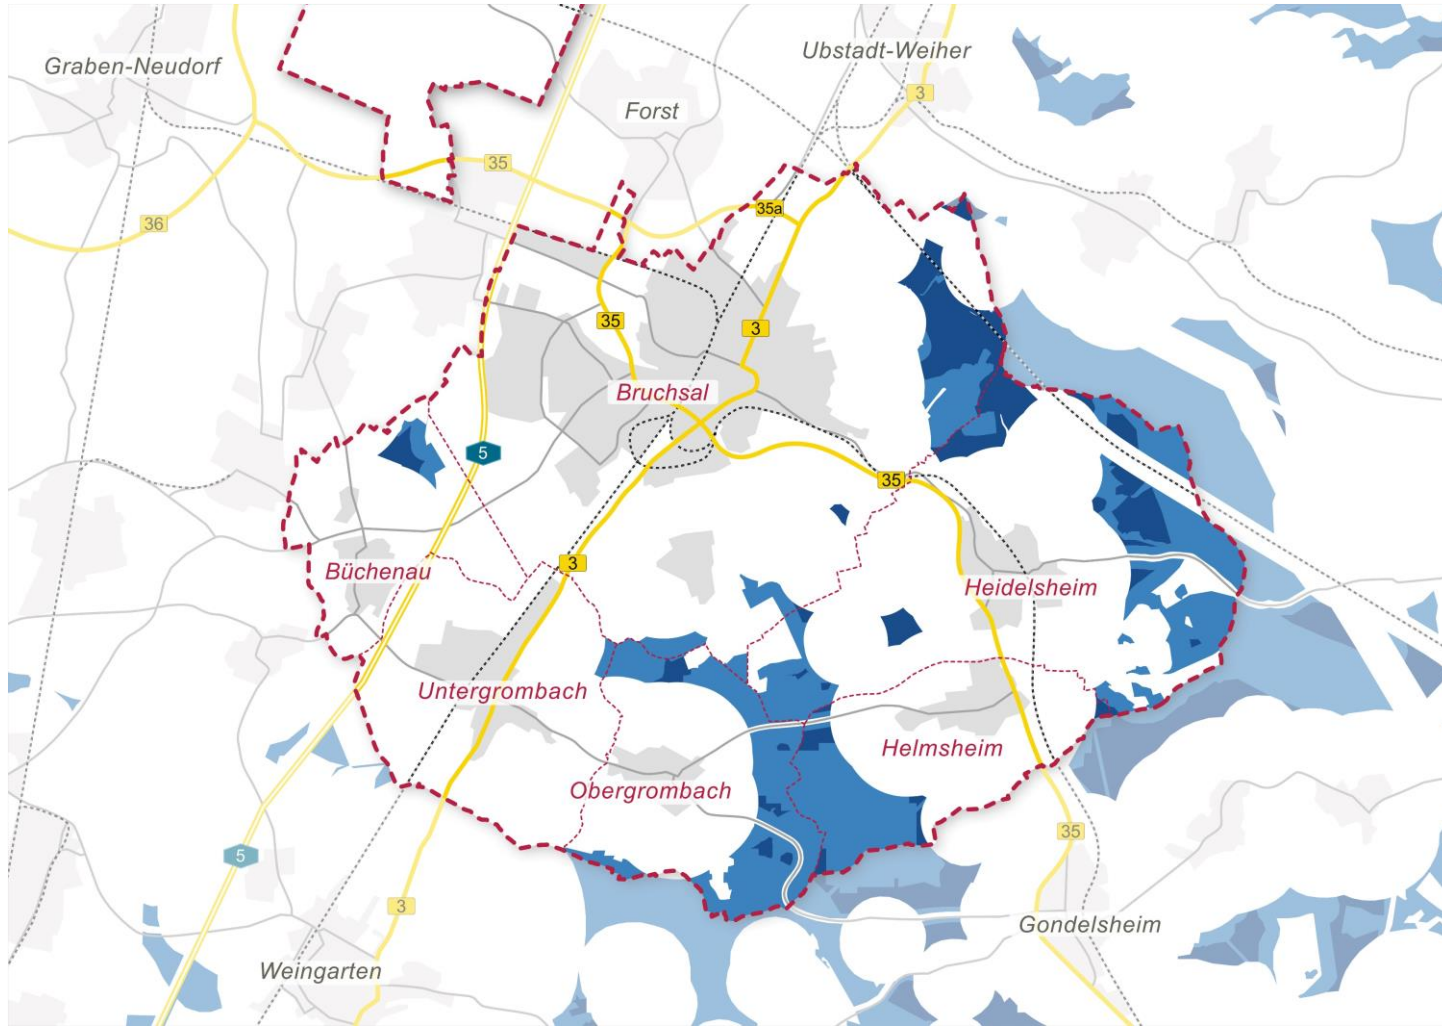 Ubstadt-Weiher
Graben-Neudorf
3
Forst
35
35a
36
35
3
Bruchsal
5
35
3
Büchenau
Heidelsheim
Untergrombach
Helmsheim
Obergrombach
35
5
3
Gondelsheim
Weingarten